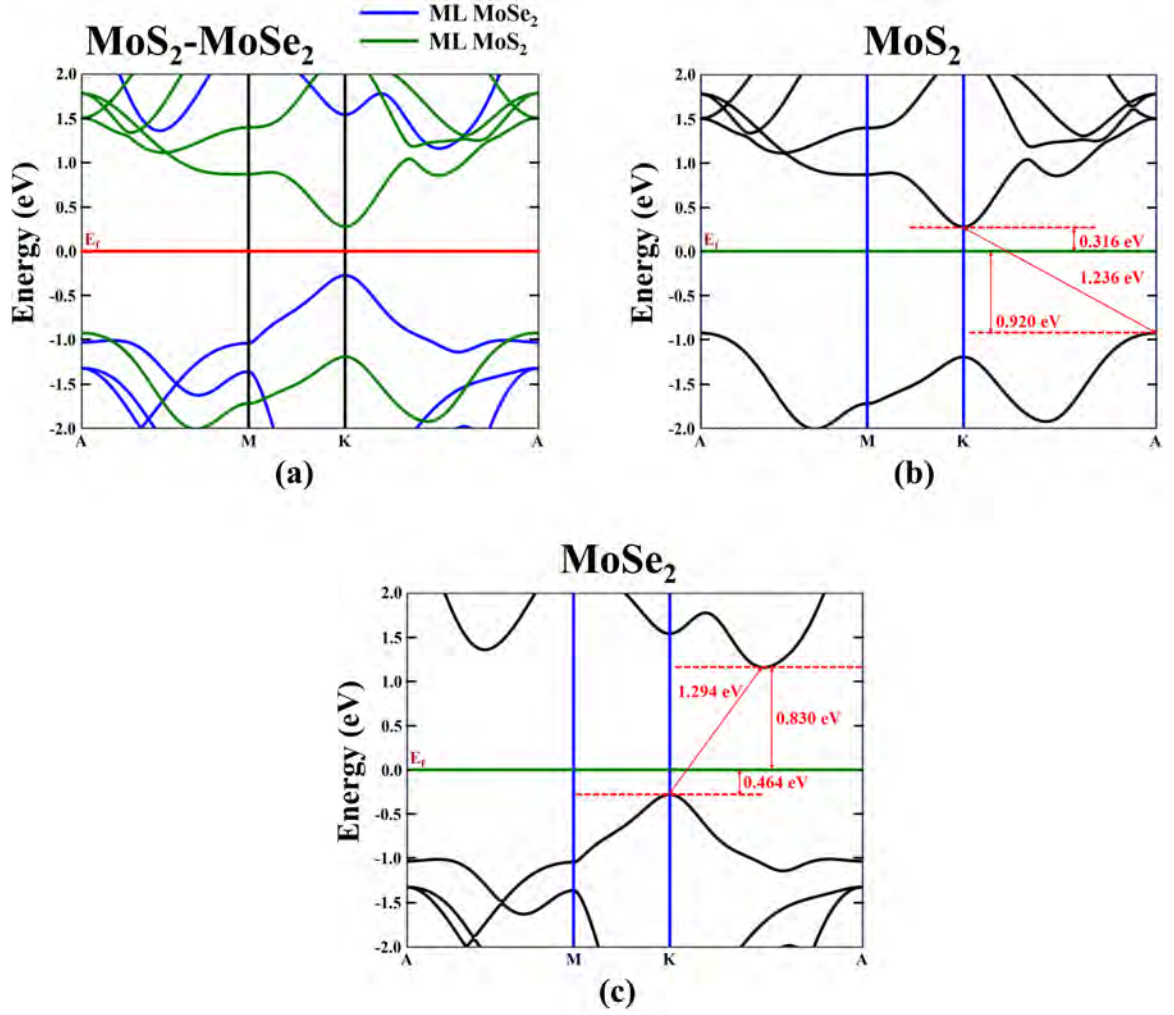 MoS2-MoSe2
ML MoSe2
ML MoS2
2.0
1.5
1.0
0.5
0.0
-0.5
-1.0
-1.5
-2.0
Energy (eV)
Ef
A M K A
(a)
MoS2
2.0
1.5
1.0
0.5
0.0
-0.5
-1.0
-1.5
-2.0
Energy (eV)
Ef
0.316 eV
1.236 eV
0.920 eV
A M K A
(b)
MoSe2
2.0
1.5
1.0
0.5
0.0
-0.5
-1.0
-1.5
-2.0
Energy (eV)
Ef
1.294 eV
0.830 eV
0.464 eV
A M K A
(c)